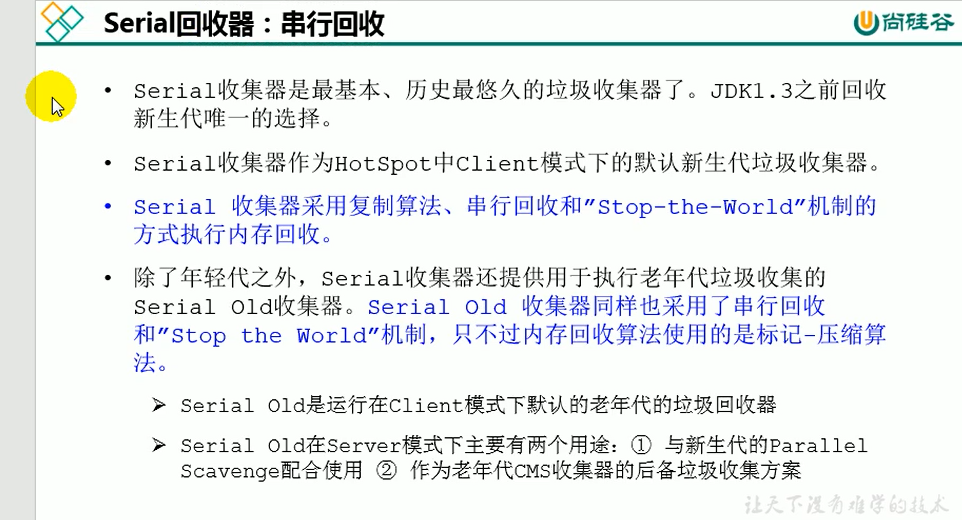 Serial回收器：串行回收
尚硅谷
• Serial收集器是最基本、历史最悠久的垃圾收集器了。JDK1.3之前回收
新生代唯一的选择。
• Serial收集器作为HotSpot中Client模式下的默认新生代垃圾收集器。
• Serial 收集器采用复制算法、串行回收和”Stop-the-World”机制的
方式执行内存回收。
• 除了年轻代之外，Serial收集器还提供用于执行老年代垃圾收集的
Serial Old收集器。Serial Old 收集器同样也采用了串行回收
和”Stop the World”机制，只不过内存回收算法使用的是标记-压缩算
法。
➢ Serial Old是运行在Client模式下默认的老年代的垃圾回收器
➢ Serial Old在Server模式下主要有两个用途：① 与新生代的Parallel
Scavenge配合使用 ② 作为老年代CMS收集器的后备垃圾收集方案
让天下没有难学的技术